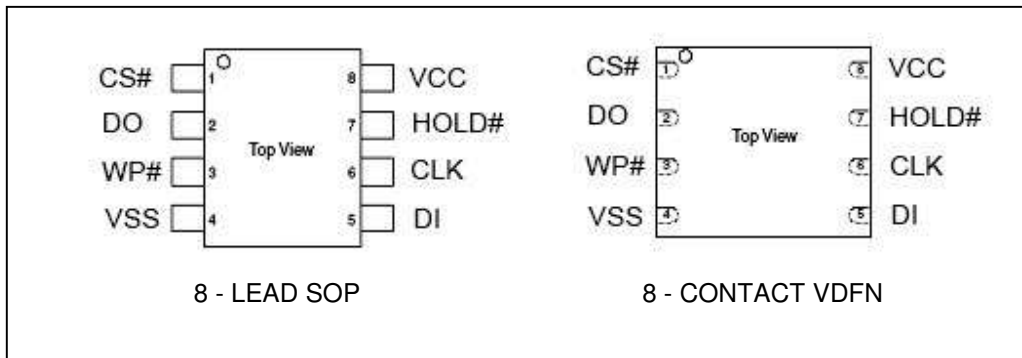 CS# 1 8 VCC
DO 2 7 HOLD#
Top View
WP# 3 6 CLK
VSS 4 5 DI
8 - LEAD SOP
CS# 1 8 VCC
DO 2 7 HOLD#
Top View
WP# 3 6 CLK
VSS 4 5 DI
8 - CONTACT VDFN